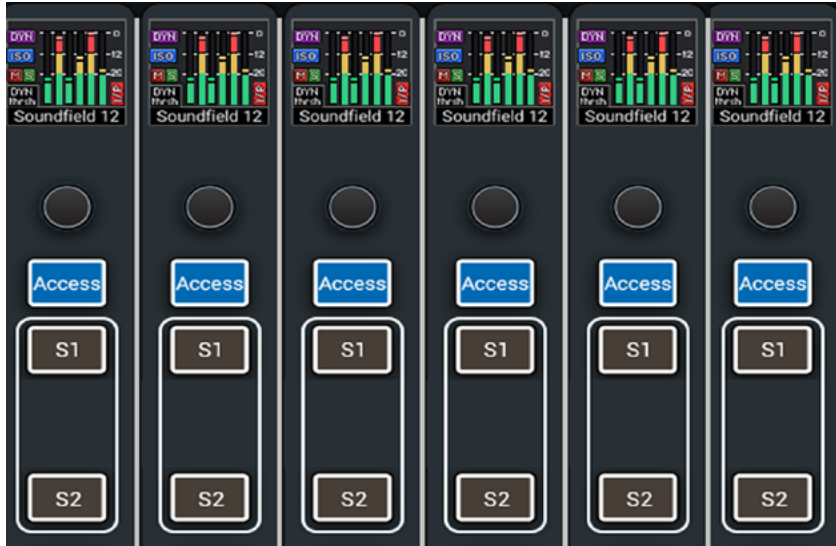 DYN 0 DYN 0 DYN 0 DYN 0 DYN 0 DYN 0
ISO -12 ISO -12 ISO -12 ISO -12 ISO -12 ISO -12
M S -20 M S -20 M S -20 M S -20 M S -20 M S -20
DYN I/P DYN I/P DYN I/P DYN I/P DYN I/P DYN I/P
thrsh thrsh thrsh thrsh thrsh thrsh
Soundfield 12 Soundfield 12 Soundfield 12 Soundfield 12 Soundfield 12 Soundfield 12
Access Access Access Access Access Access
S1 S1 S1 S1 S1 S1
S2 S2 S2 S2 S2 S2